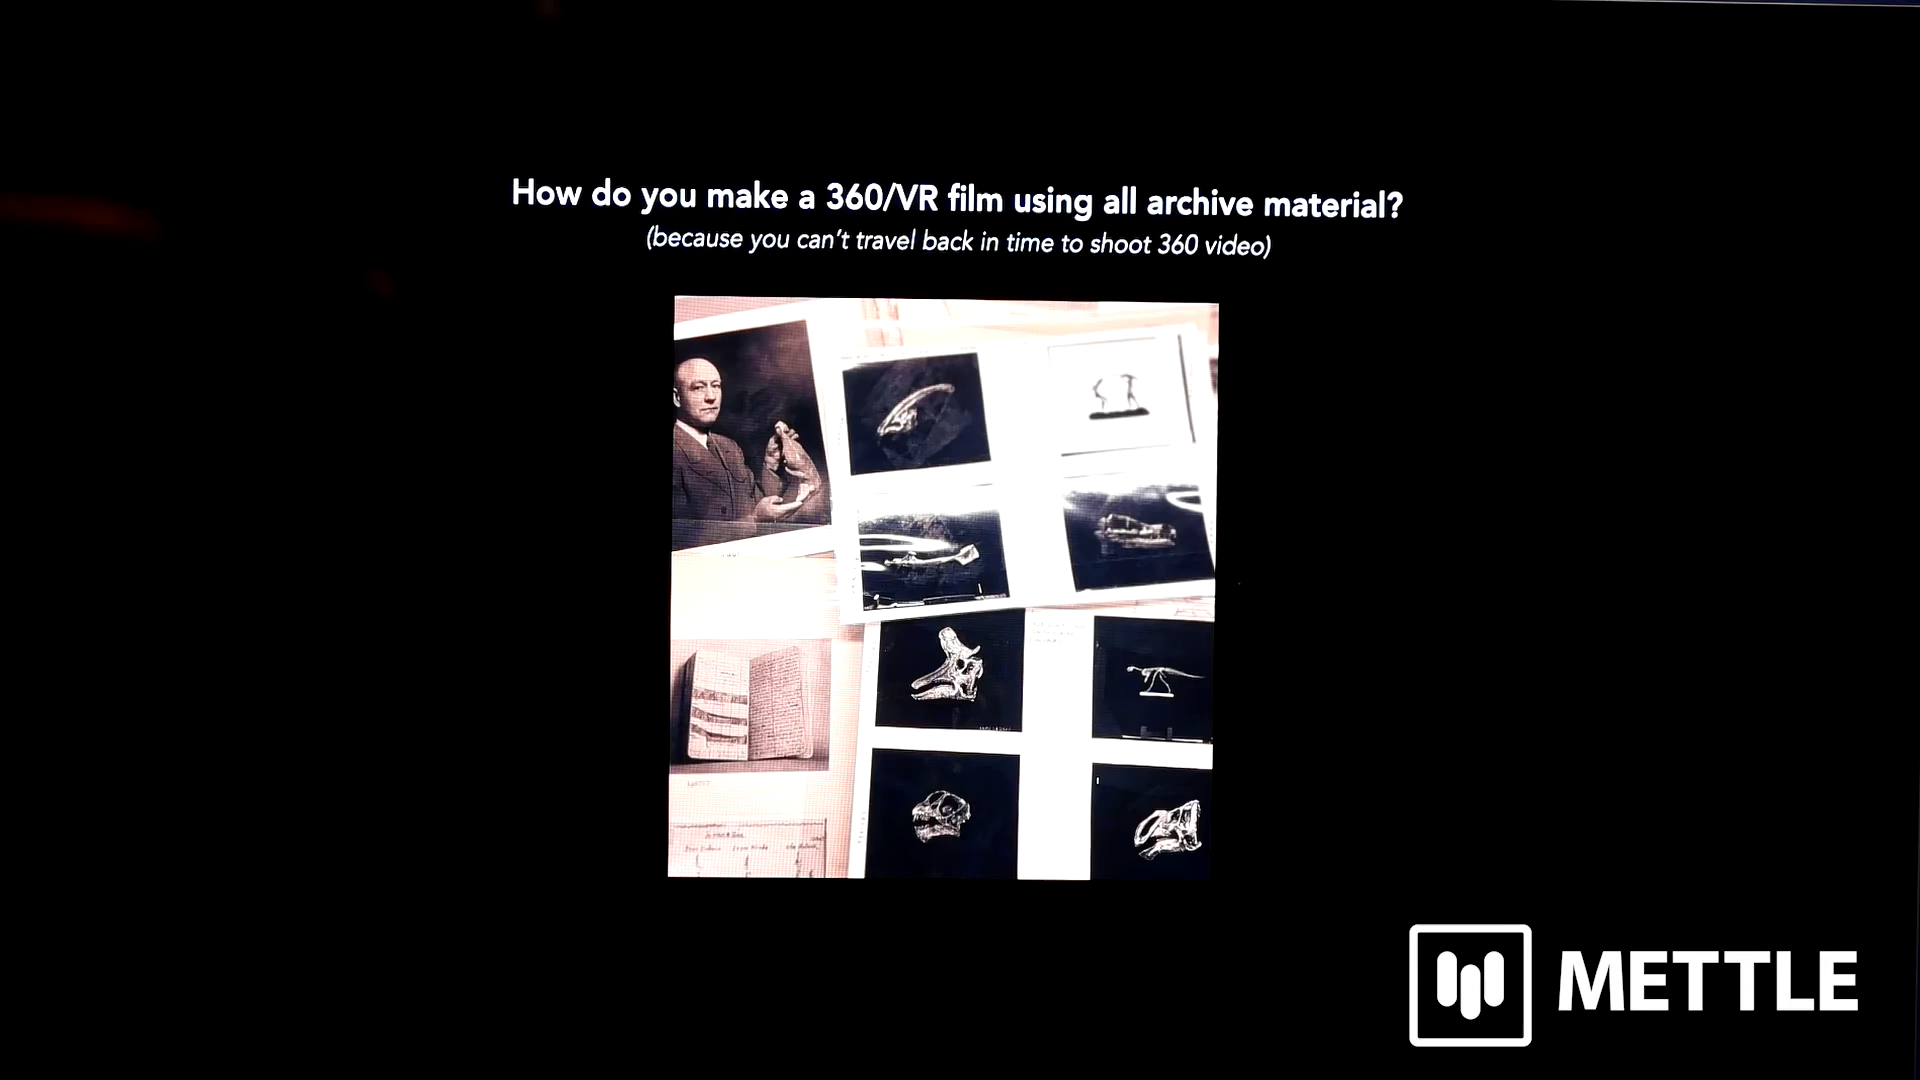 How do you make a 360/VR film using all archive material?
(because you can't travel back in time to shoot 360 video)
METTLE